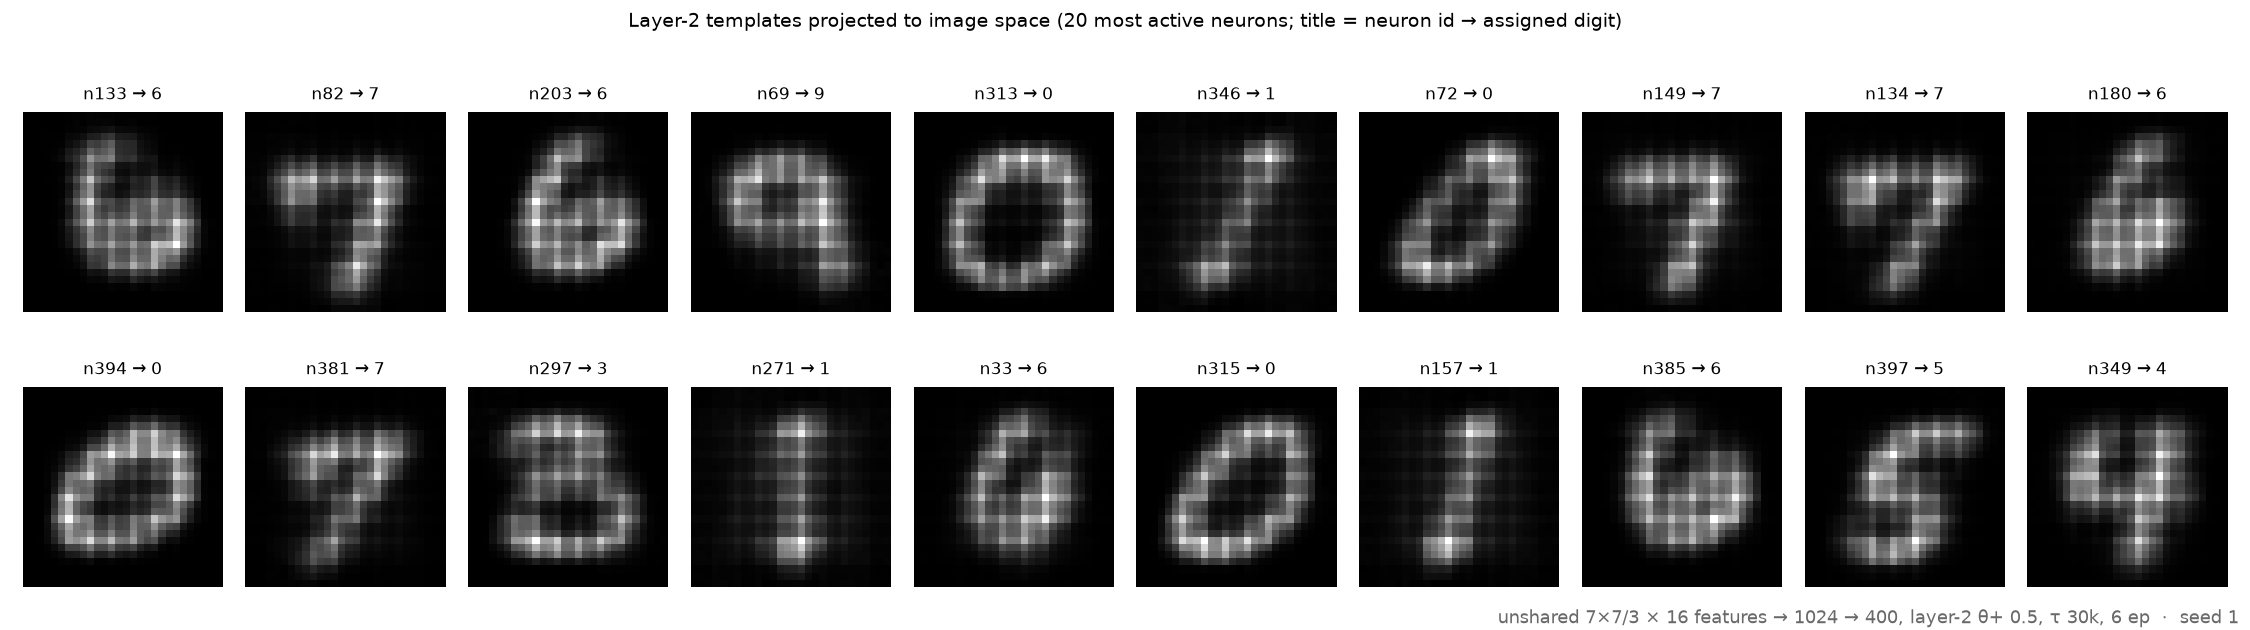 Layer-2 templates projected to image space (20 most active neurons; title = neuron id → assigned digit)
n133 → 6 n82 → 7 n203 → 6 n69 → 9 n313 → 0 n346 → 1 n72 → 0 n149 → 7 n134 → 7 n180 → 6
n394 → 0 n381 → 7 n297 → 3 n271 → 1 n33 → 6 n315 → 0 n157 → 1 n385 → 6 n397 → 5 n349 → 4
unshared 7×7/3 × 16 features → 1024 → 400, layer-2 θ+ 0.5, τ 30k, 6 ep · seed 1